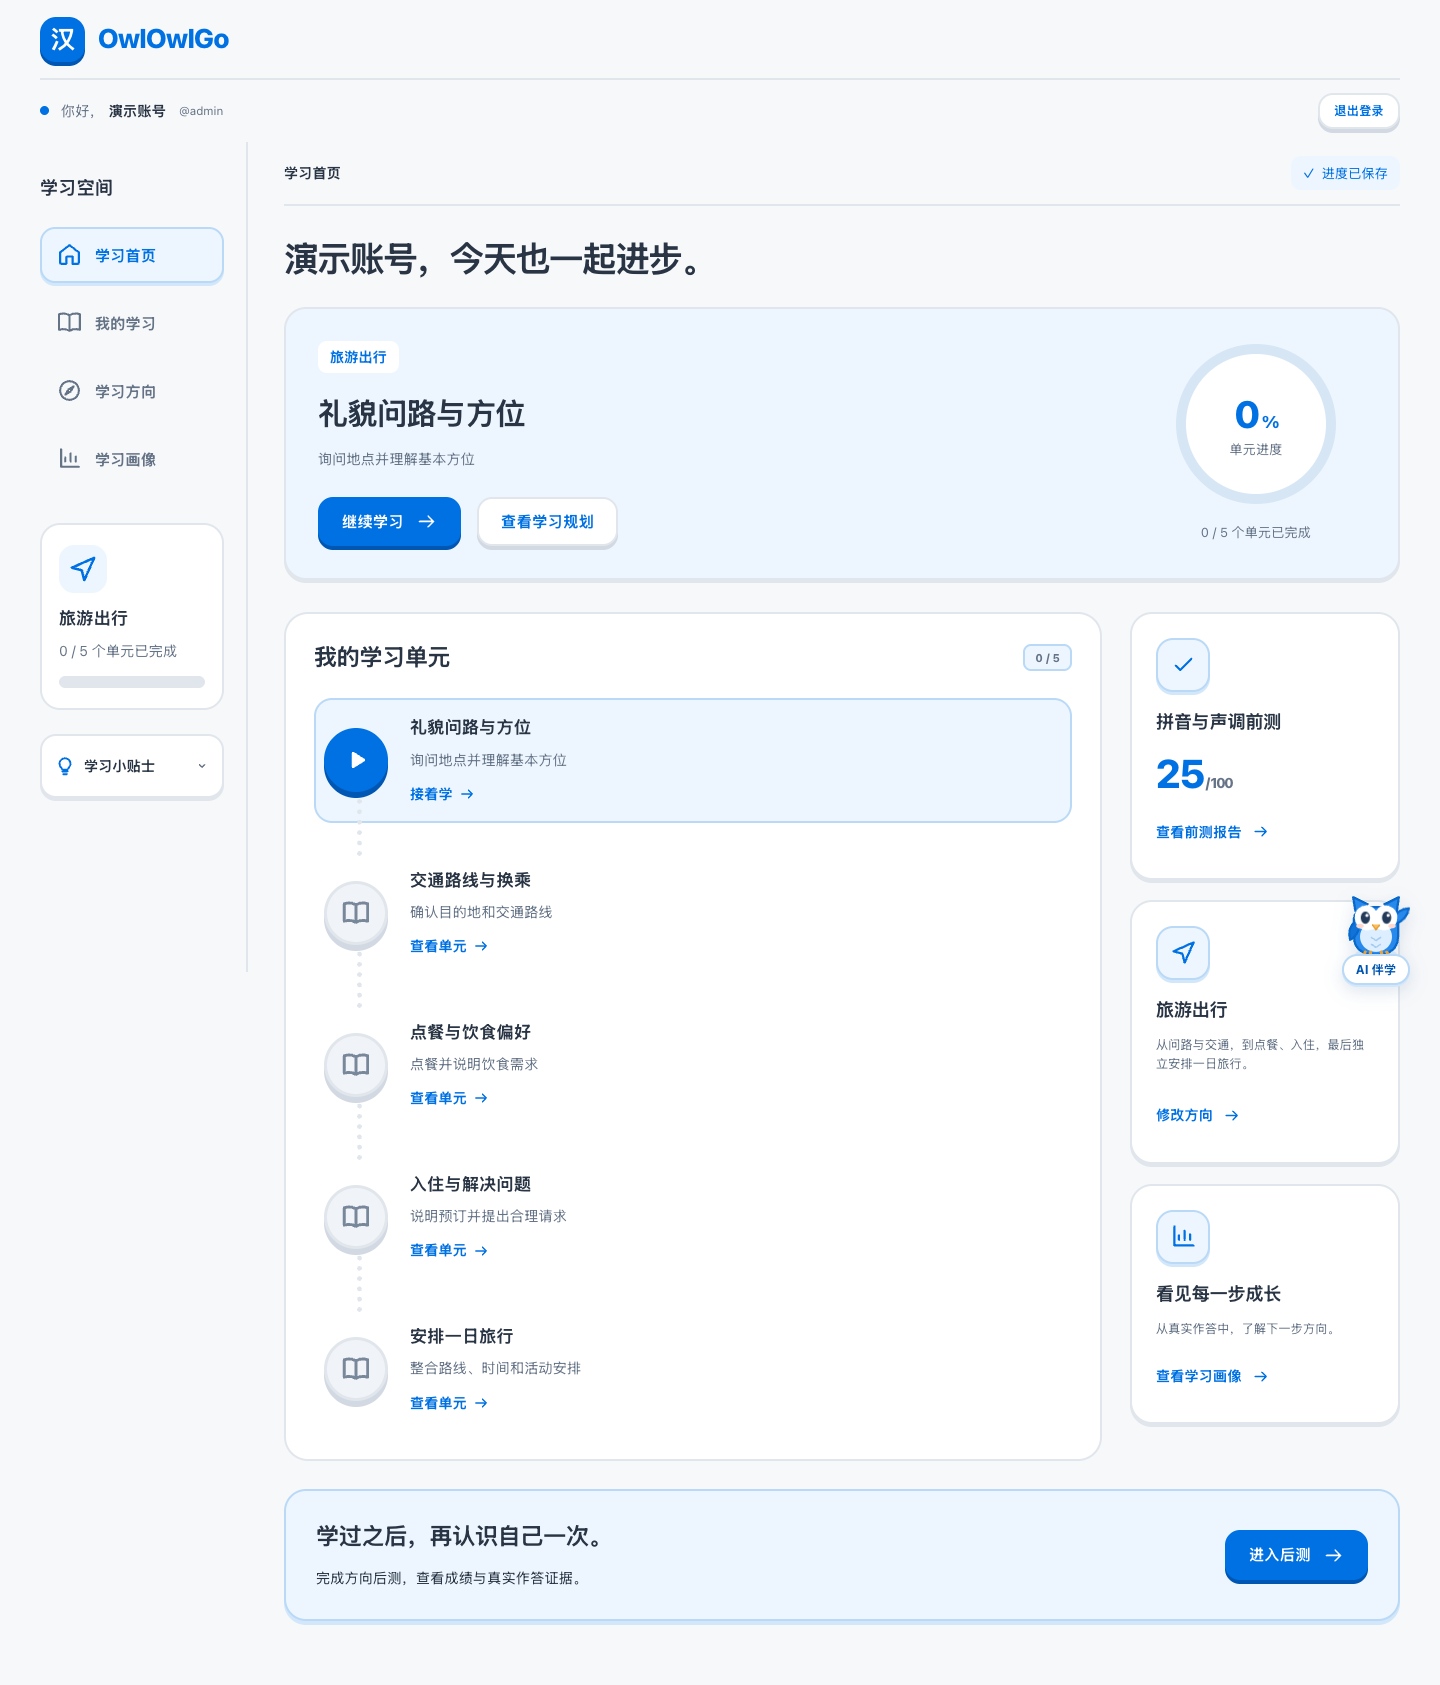 汉 OwlOwlGo
你好， 演示账号 @admin
退出登录
学习空间
学习首页
我的学习
学习方向
学习画像
旅游出行
0 / 5 个单元已完成
学习小贴士
学习首页
进度已保存
演示账号，今天也一起进步。
旅游出行
礼貌问路与方位
询问地点并理解基本方位
继续学习
查看学习规划
0%
单元进度
0 / 5 个单元已完成
我的学习单元
0 / 5
礼貌问路与方位
询问地点并理解基本方位
接着学
交通路线与换乘
确认目的地和交通路线
查看单元
点餐与饮食偏好
点餐并说明饮食需求
查看单元
入住与解决问题
说明预订并提出合理请求
查看单元
安排一日旅行
整合路线、时间和活动安排
查看单元
拼音与声调前测
25/100
查看前测报告
AI 伴学
旅游出行
从问路与交通，到点餐、入住，最后独
立安排一日旅行。
修改方向
看见每一步成长
从真实作答中，了解下一步方向。
查看学习画像
学过之后，再认识自己一次。
完成方向后测，查看成绩与真实作答证据。
进入后测